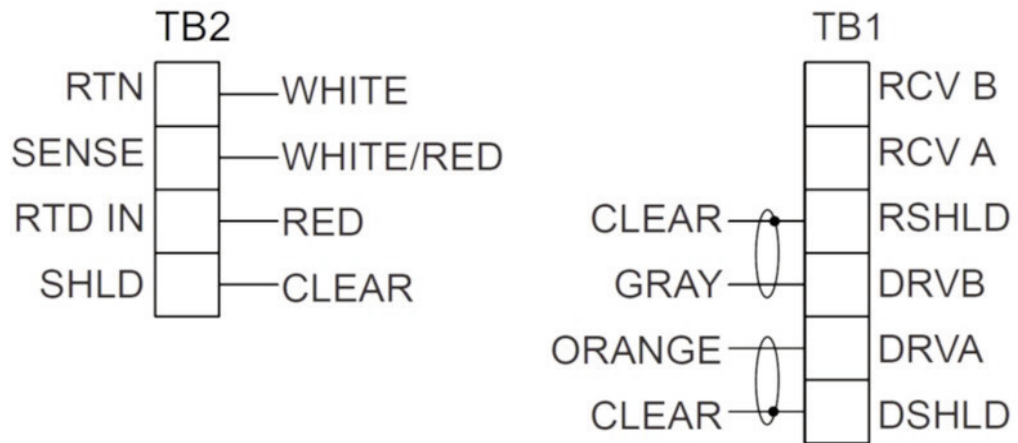 TB2
RTN WHITE
SENSE WHITE/RED
RTD IN RED
SHLD CLEAR
TB1
RCV B
RCV A
CLEAR RSHLD
GRAY DRVB
ORANGE DRVA
CLEAR DSHLD